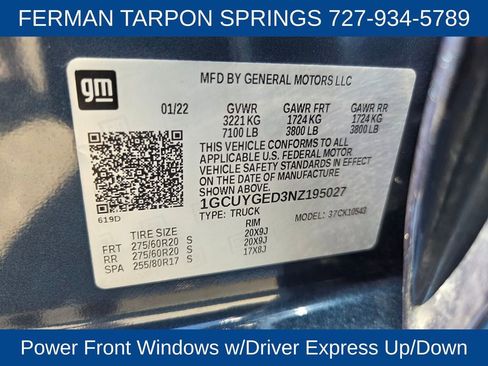 FERMAN TARPON SPRINGS 727-934-5789
gm
MFD BY GENERAL MOTORS LLC
01/22 GVWR GAWR FRT GAWR RR
3221 KG 1724 KG 1724 KG
7100 LB 3800 LB 3800 LB
THIS VEHICLE CONFORMS TO ALL
APPLICABLE U.S. FEDERAL MOTOR
VEHICLE SAFETY STANDARDS IN EFFECT ON
THE DATE OF MANUFACTURE SHOWN ABOVE.
1GCUYGED3NZ195027
TYPE: TRUCK MODEL: 37CK10543
619D
TIRE SIZE RIM
FRT 275/60R20 S 20X9J
RR 275/60R20 S 20X9J
SPA 255/80R17 S 17X8J
Power Front Windows w/Driver Express Up/Down